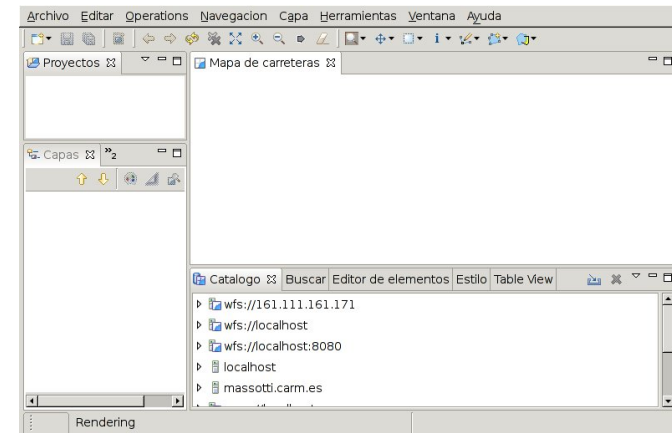 Archivo Editar Operations Navegacion Capa Herramientas Ventana Ayuda
Proyectos
Mapa de carreteras
Capas »2
Catalogo Buscar Editor de elementos Estilo Table View
wfs://161.111.161.171
wfs://localhost
wfs://localhost:8080
localhost
massotti.carm.es
Rendering